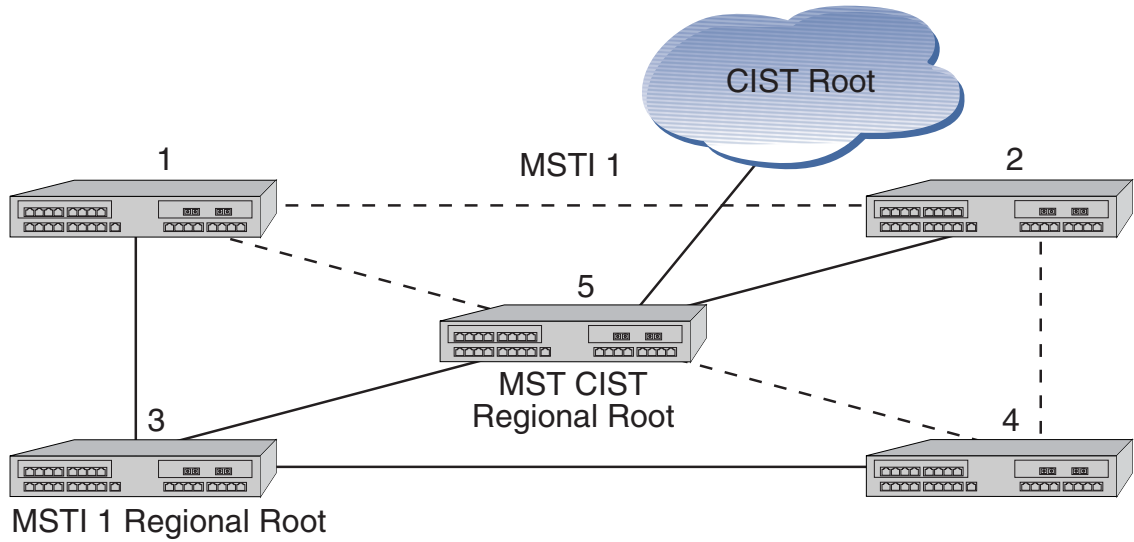 CIST Root
1
MSTI 1
2
5
MST CIST
Regional Root
3
4
MSTI 1 Regional Root